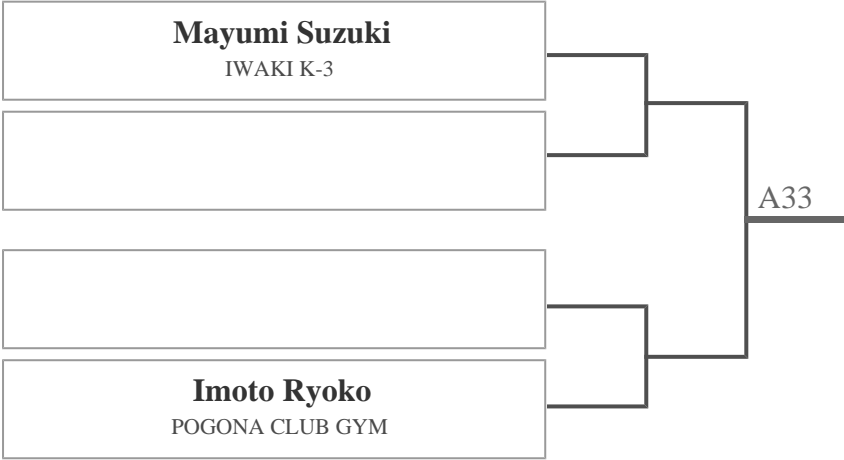 Mayumi Suzuki
IWAKI K-3
A33
Imoto Ryoko
POGONA CLUB GYM